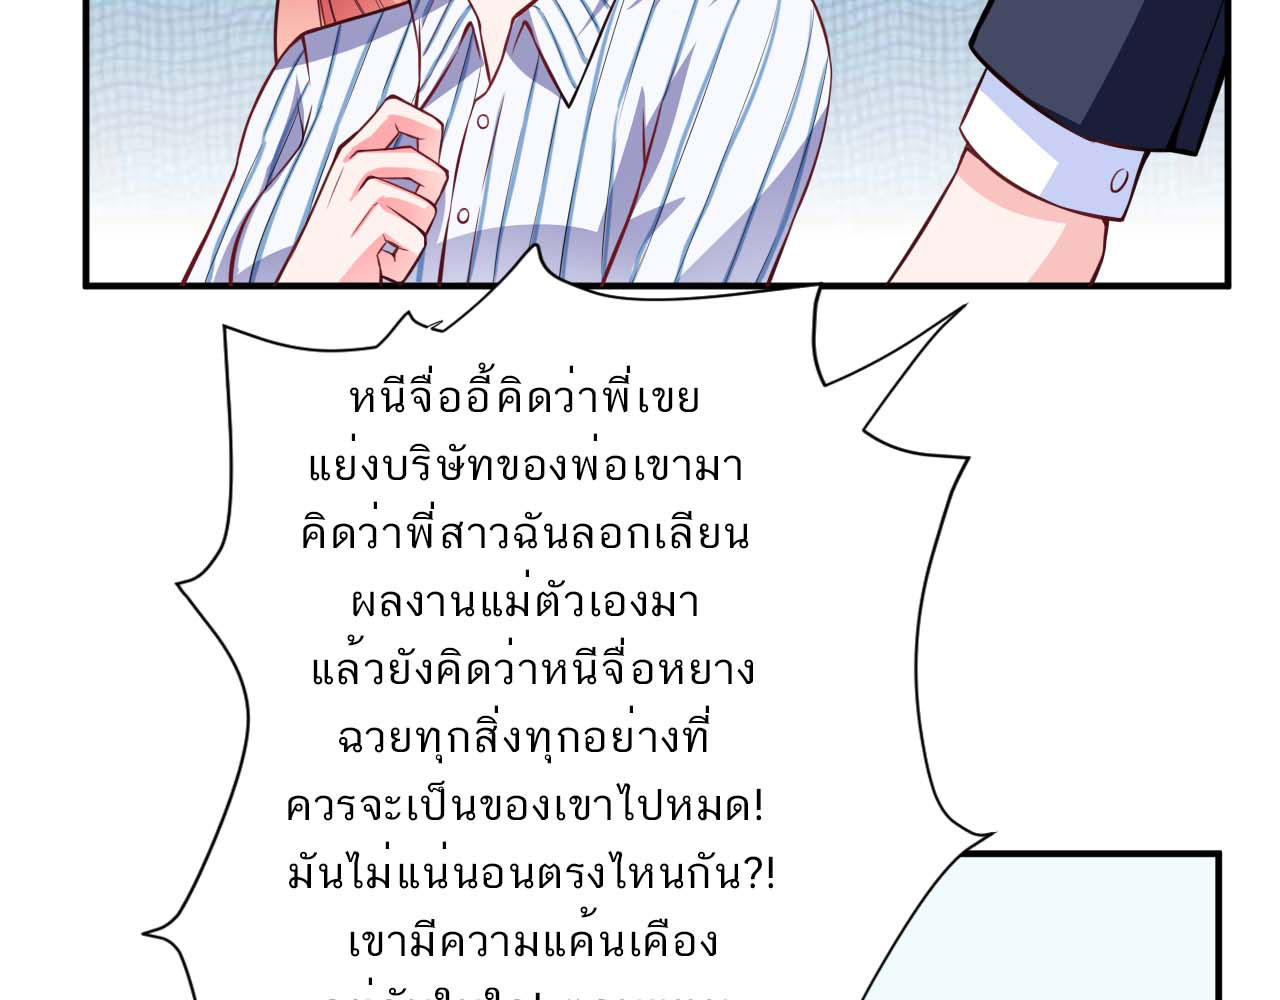 หนีจื่ออี้คิดว่าพี่เขย
แย่งบริษัทของพ่อเขามา
คิดว่าพี่สาวฉันลอกเลียน
ผลงานแม่ตัวเองมา
แล้วยังคิดว่าหนีจื่อหยาง
ฉวยทุกสิ่งทุกอย่างที่
ควรจะเป็นของเขาไปหมด!
มันไม่แน่นอนตรงไหนกัน?!
เขามีความแค้นเคือง